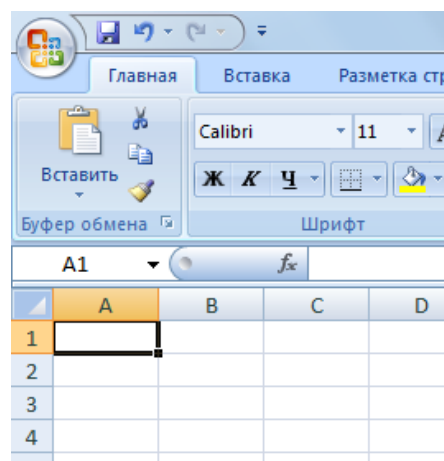 Главная Вставка Разметка стр
Calibri 11
Вставить
Ж К Ч
Буфер обмена Шрифт
A1 fx
A B C D
1
2
3
4